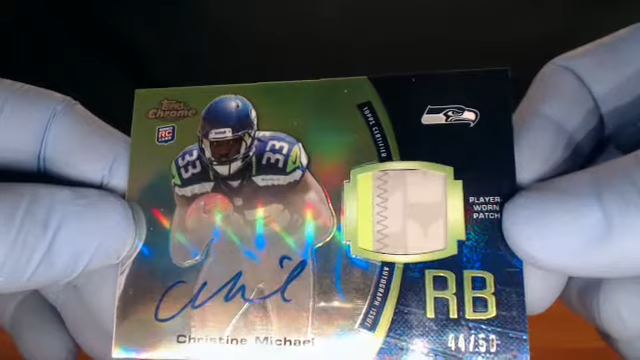 Topps
Chrome
RC
33
33
TOPPS CERTIFIED
AUTOGRAPH ISSUE
PLAYER
WORN
PATCH
RB
44/50
Christine Michael